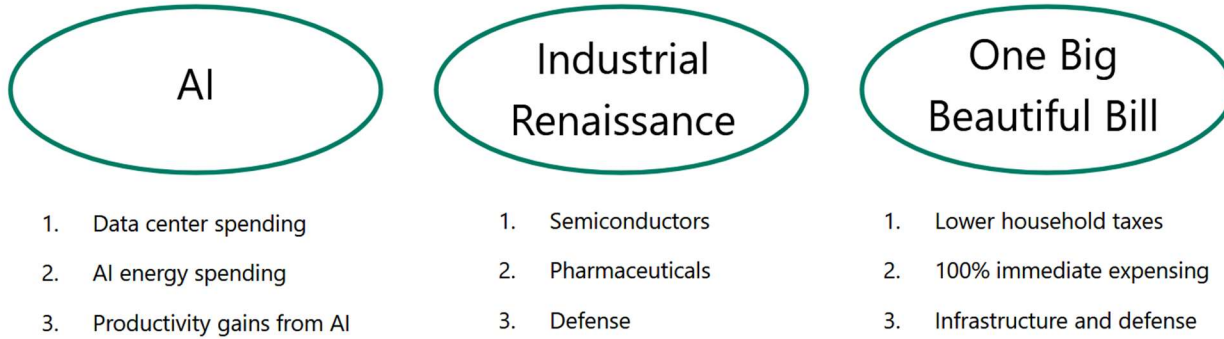 AI
Industrial
Renaissance
One Big
Beautiful Bill
1. Data center spending
2. AI energy spending
3. Productivity gains from AI
1. Semiconductors
2. Pharmaceuticals
3. Defense
1. Lower household taxes
2. 100% immediate expensing
3. Infrastructure and defense